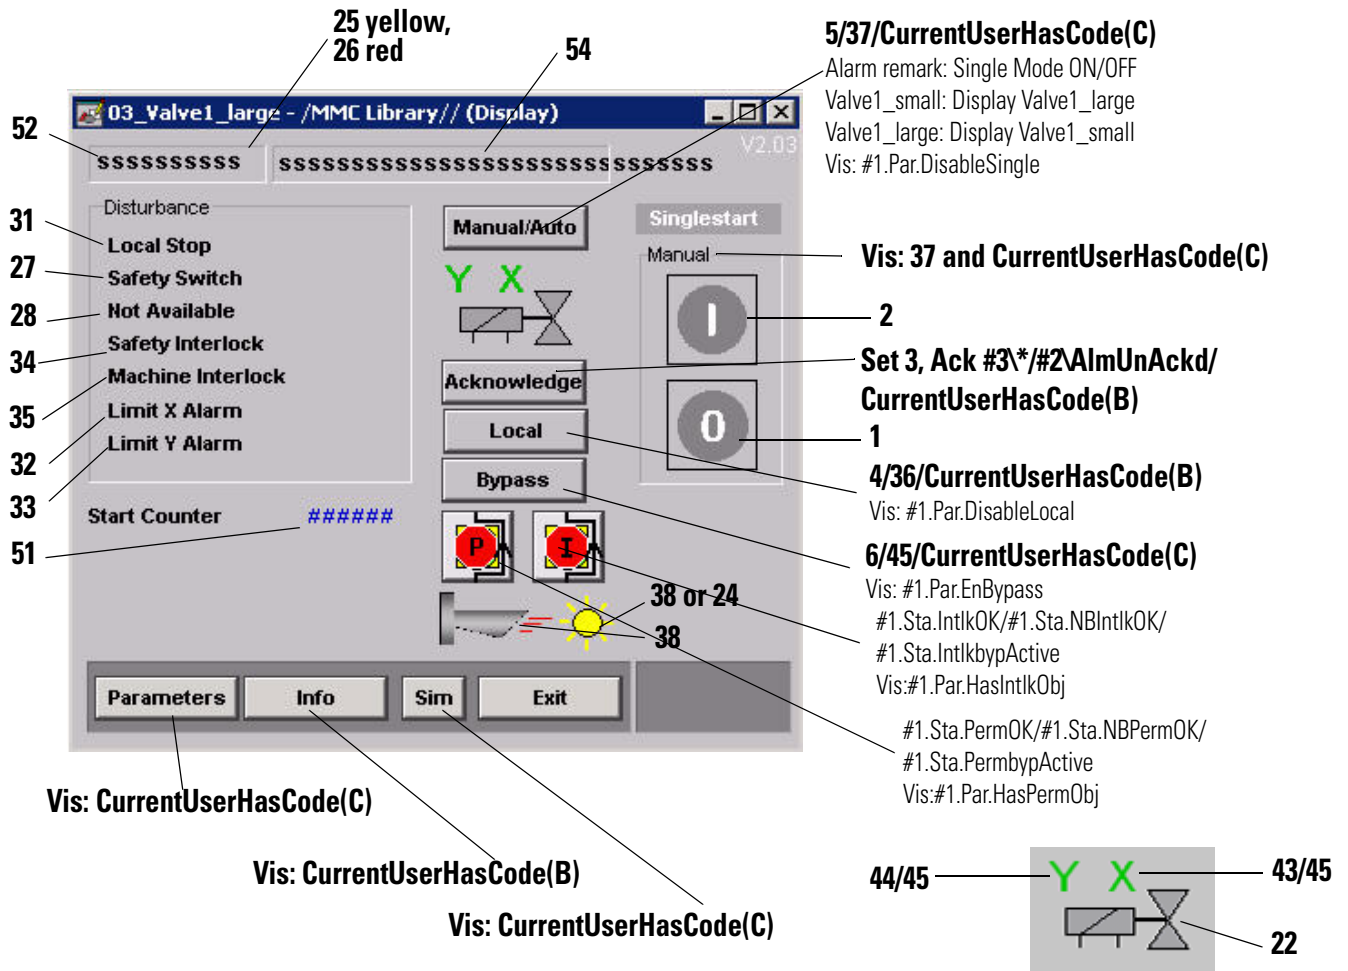 25 yellow,
26 red
54
5/37/CurrentUserHasCode(C)
Alarm remark: Single Mode ON/OFF
Valve1_small: Display Valve1_large
Valve1_large: Display Valve1_small
Vis: #1.Par.DisableSingle
03_Valve1_large - /MMC Library// (Display)
V2.03
52
ssssssssss
ssssssssssssssssssssssssssssssss
Disturbance
31
Local Stop
27
Safety Switch
28
Not Available
34
Safety Interlock
35
Machine Interlock
32
Limit X Alarm
33
Limit Y Alarm
Start Counter
######
51
Manual/Auto
Y X
Acknowledge
Local
Bypass
P
I
38 or 24
38
Singlestart
Manual
I
0
Vis: 37 and CurrentUserHasCode(C)
2
Set 3, Ack #3\*/#2\AlmUnAckd/
CurrentUserHasCode(B)
1
4/36/CurrentUserHasCode(B)
Vis: #1.Par.DisableLocal
6/45/CurrentUserHasCode(C)
Vis: #1.Par.EnBypass
#1.Sta.IntlkOK/#1.Sta.NBIntlkOK/
#1.Sta.IntlkbypActive
Vis:#1.Par.HasIntlkObj
#1.Sta.PermOK/#1.Sta.NBPermOK/
#1.Sta.PermbypActive
Vis:#1.Par.HasPermObj
Parameters
Info
Sim
Exit
Vis: CurrentUserHasCode(C)
Vis: CurrentUserHasCode(B)
Vis: CurrentUserHasCode(C)
44/45
Y X
43/45
22